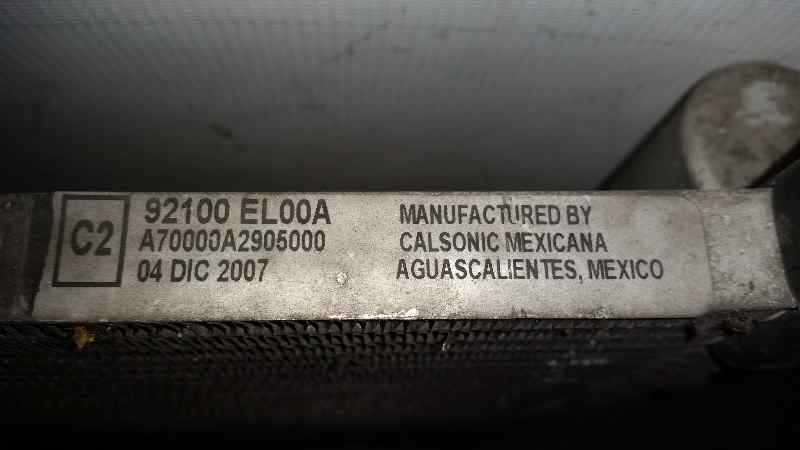 C2
92100 EL00A
A70000A2905000
04 DIC 2007
MANUFACTURED BY
CALSONIC MEXICANA
AGUASCALIENTES, MEXICO